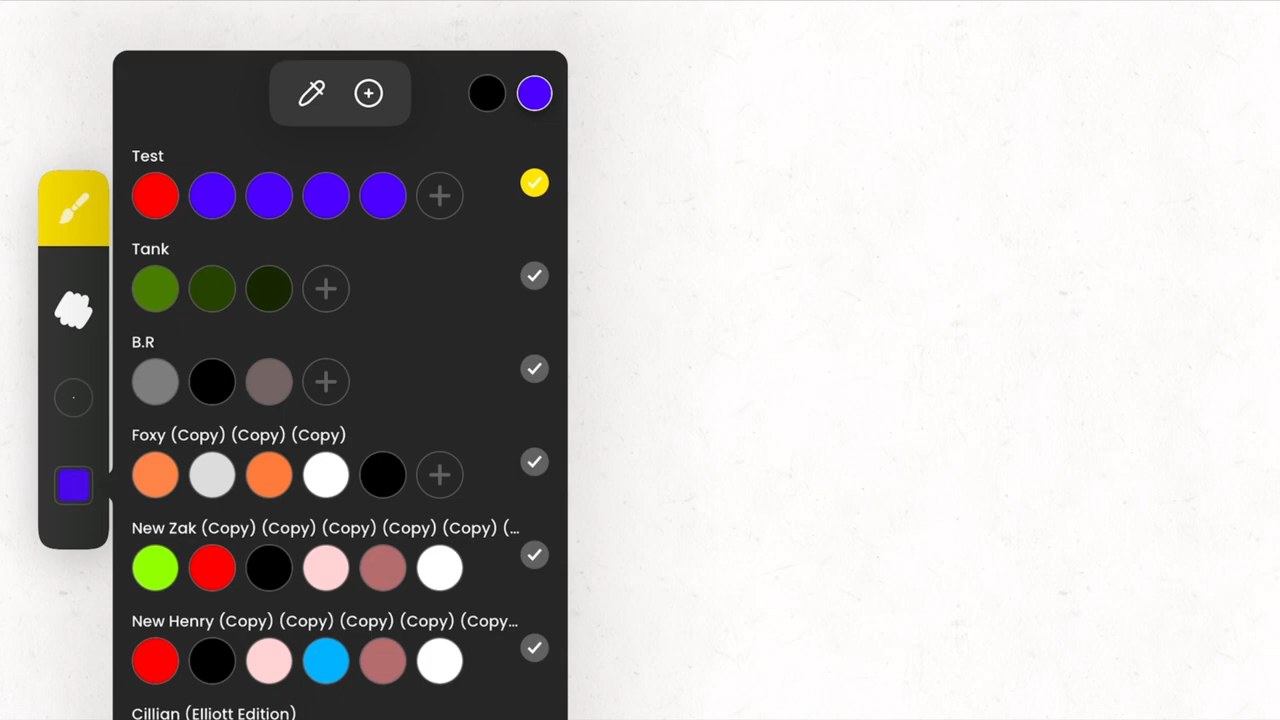 Test
Tank
B.R
Foxy (Copy) (Copy) (Copy)
New Zak (Copy) (Copy) (Copy) (Copy) (Copy) (...
New Henry (Copy) (Copy) (Copy) (Copy) (Copy...
Cillian (Elliott Edition)